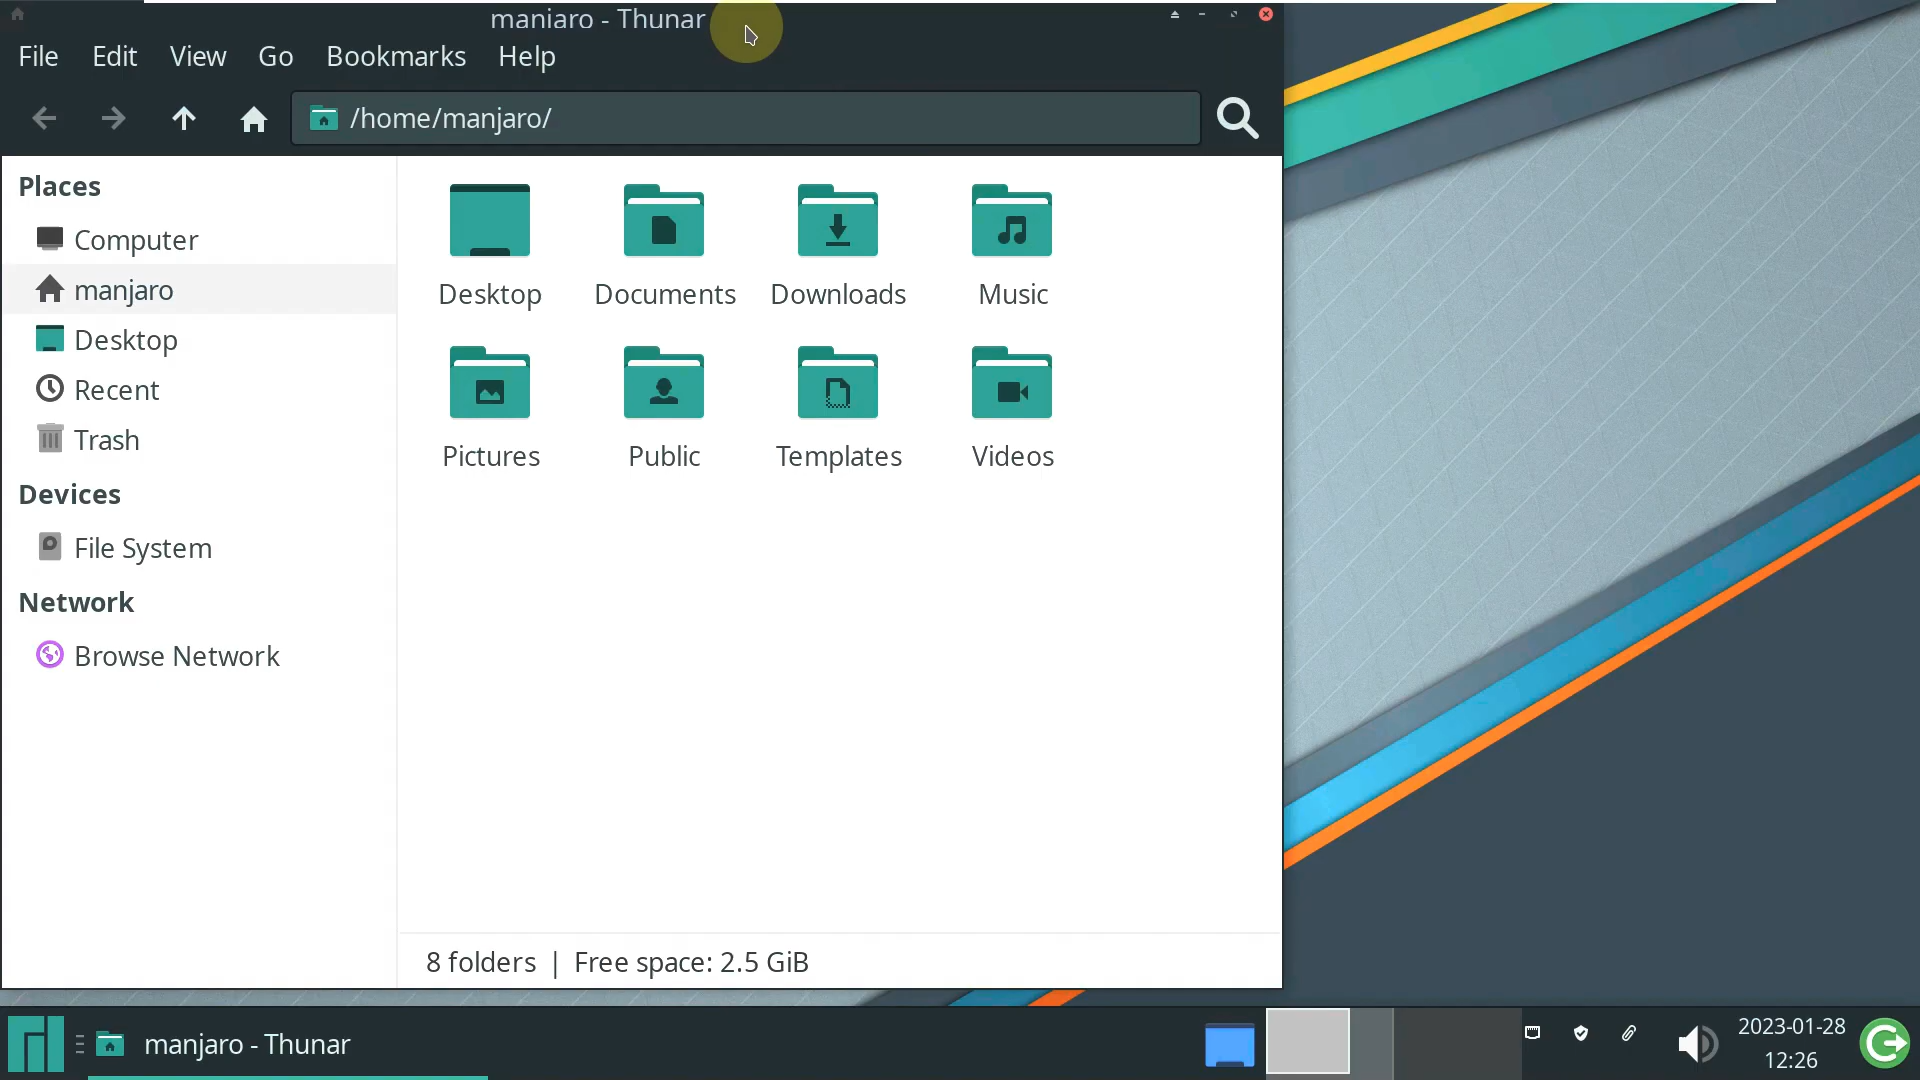 manjaro - Thunar
File Edit View Go Bookmarks Help
/home/manjaro/
Places
Computer
manjaro
Desktop
Recent
Trash
Devices
File System
Network
Browse Network
Desktop Documents Downloads Music
Pictures Public Templates Videos
8 folders | Free space: 2.5 GiB
manjaro - Thunar
2023-01-28
12:26